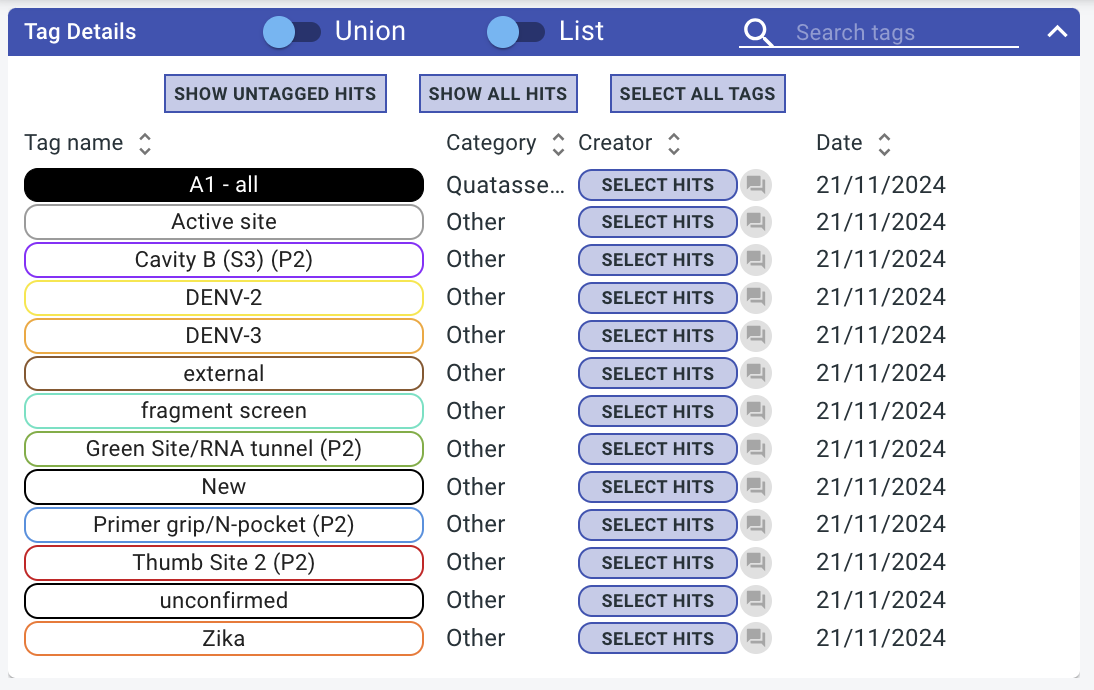 Tag Details Union List Search tags
SHOW UNTAGGED HITS SHOW ALL HITS SELECT ALL TAGS
Tag name Category Creator Date
A1 - all Quatasse... SELECT HITS 21/11/2024
Active site Other SELECT HITS 21/11/2024
Cavity B (S3) (P2) Other SELECT HITS 21/11/2024
DENV-2 Other SELECT HITS 21/11/2024
DENV-3 Other SELECT HITS 21/11/2024
external Other SELECT HITS 21/11/2024
fragment screen Other SELECT HITS 21/11/2024
Green Site/RNA tunnel (P2) Other SELECT HITS 21/11/2024
New Other SELECT HITS 21/11/2024
Primer grip/N-pocket (P2) Other SELECT HITS 21/11/2024
Thumb Site 2 (P2) Other SELECT HITS 21/11/2024
unconfirmed Other SELECT HITS 21/11/2024
Zika Other SELECT HITS 21/11/2024